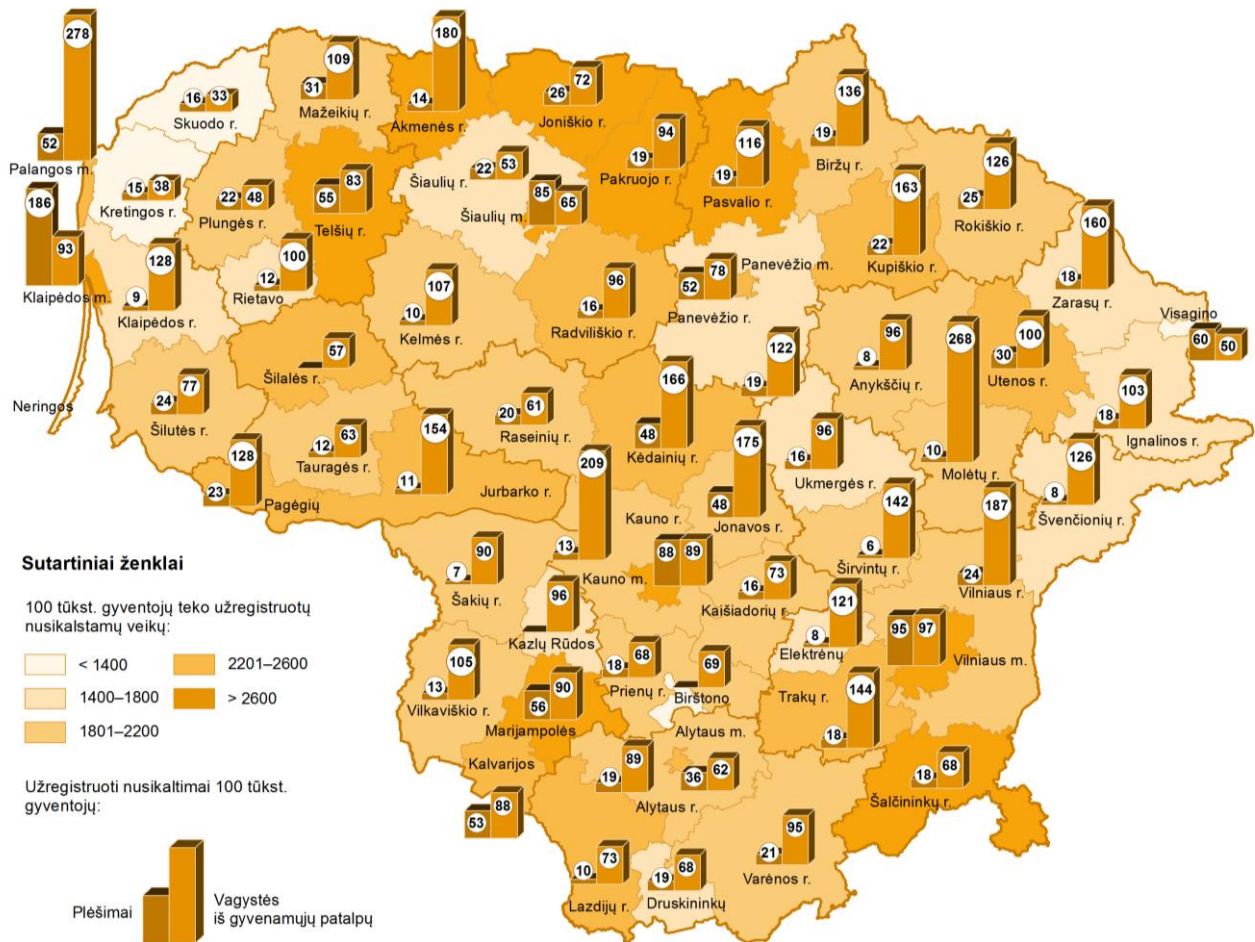 278
52
Palangos m.
16
33
Skuodo r.
31
109
Mažeikių r.
14
180
Akmenės r.
26
72
Joniškio r.
19
94
Pakruojo r.
19
116
Pasvalio r.
19
136
Biržų r.
25
126
Rokiškio r.
186
93
Klaipėdos m.
15
38
Kretingos r.
22
48
Plungės r.
55
83
Telšių r.
22
53
Šiaulių r.
85
65
Šiaulių m.
22
163
Kupiškio r.
18
160
Zarasų r.
9
128
Klaipėdos r.
12
100
Rietavo
10
107
Kelmės r.
16
96
Radviliškio r.
52
78
Panevėžio m.
Panevėžio r.
19
122
Visagino
60
50
57
Šilalės r.
8
96
Anykščių r.
10
268
Molėtų r.
30
100
Utenos r.
18
103
Ignalinos r.
Neringos
24
77
Šilutės r.
12
63
Tauragės r.
20
61
Raseinių r.
48
166
Kėdainių r.
16
96
Ukmergės r.
8
126
Švenčionių r.
23
128
Pagėgių
11
154
Jurbarko r.
13
209
Kauno r.
48
175
Jonavos r.
6
142
Širvintų r.
24
187
Vilniaus r.
7
90
Šakių r.
88
89
Kauno m.
16
73
Kaišiadorių r.
96
Kazlų Rūdos
8
121
Elektrėnų
95
97
Vilniaus m.
13
105
Vilkaviškio r.
56
90
Marijampolės
18
68
Prienų r.
69
Birštono
18
144
Trakų r.
Kalvarijos
53
88
19
89
Alytaus r.
36
62
Alytaus m.
18
68
Šalčininkų r.
10
73
Lazdijų r.
19
68
Druskininkų
21
95
Varėnos r.
Sutartiniai ženklai
100 tūkst. gyventojų teko užregistruotų
nusikalstamų veikų:
< 1400
2201–2600
1400–1800
> 2600
1801–2200
Užregistruoti nusikaltimai 100 tūkst.
gyventojų:
Plėšimai
Vagystės
iš gyvenamųjų patalpų